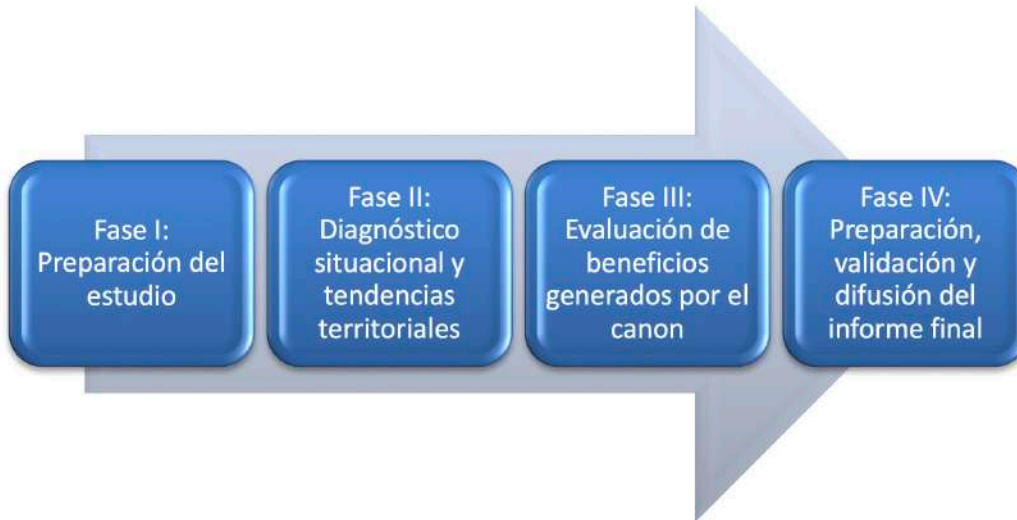 Fase I:
Preparación del
estudio
Fase II:
Diagnóstico
situacional y
tendencias
territoriales
Fase III:
Evaluación de
beneficios
generados por el
canon
Fase IV:
Preparación,
validación y
difusión del
informe final